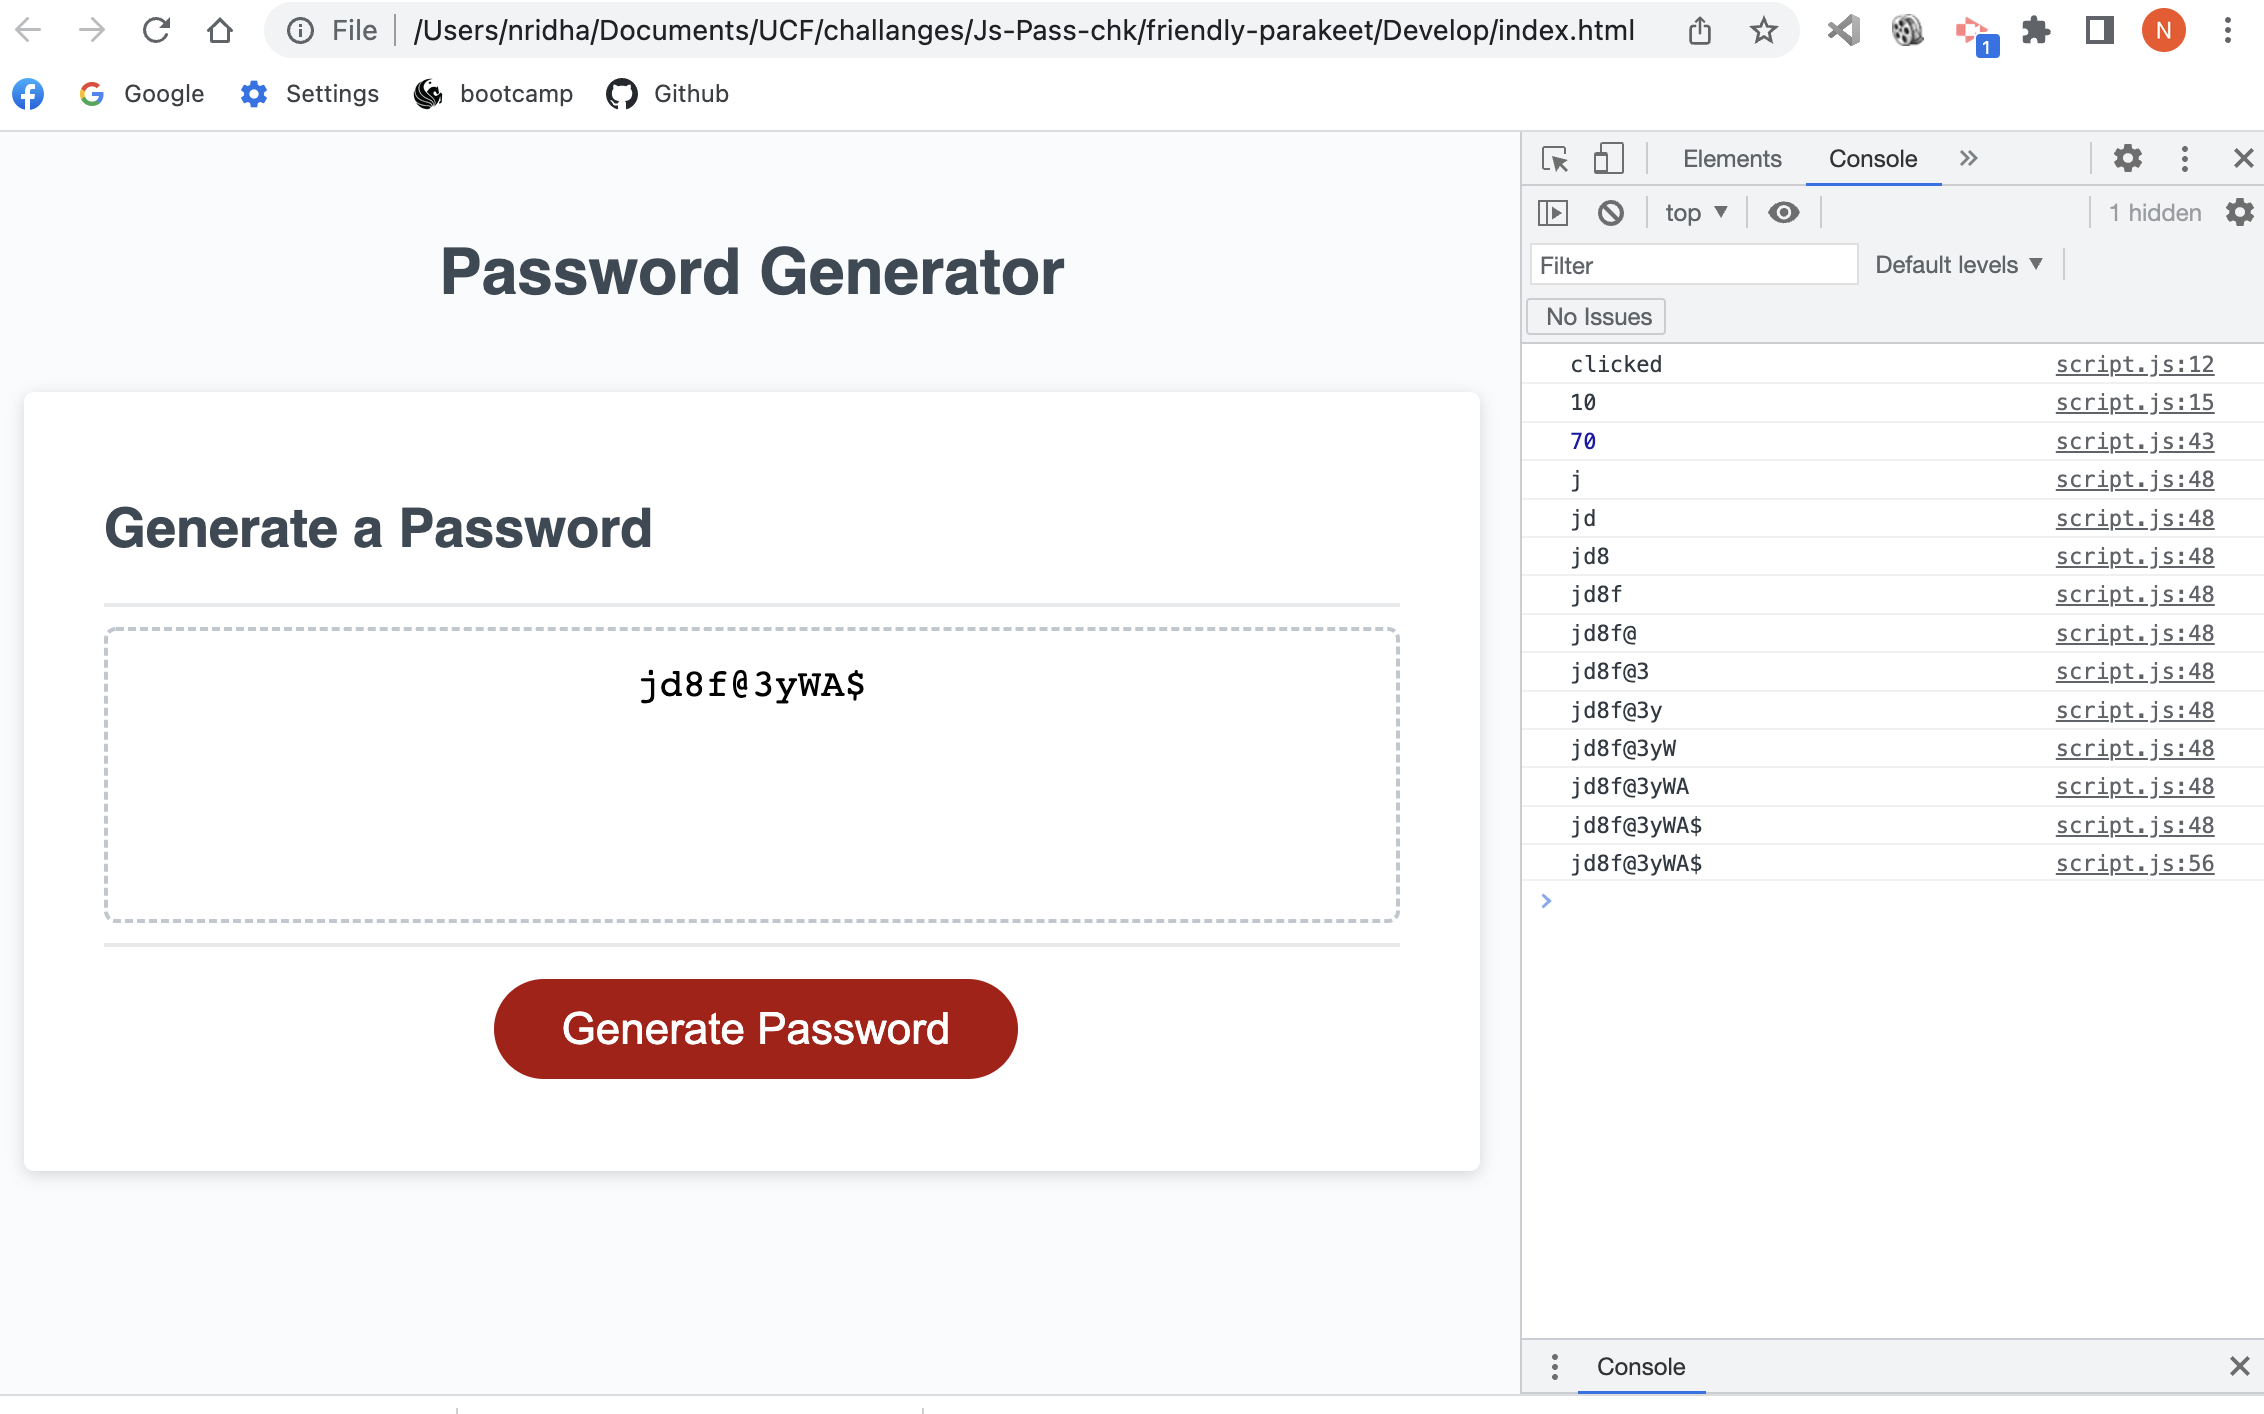 File /Users/nridha/Documents/UCF/challanges/Js-Pass-chk/friendly-parakeet/Develop/index.html 1 N
Google Settings bootcamp Github
Password Generator
Generate a Password
jd8f@3yWA$
Generate Password
Elements Console
top ▼ 1 hidden
Filter Default levels ▼
No Issues
clicked script.js:12
10 script.js:15
70 script.js:43
j script.js:48
jd script.js:48
jd8 script.js:48
jd8f script.js:48
jd8f@ script.js:48
jd8f@3 script.js:48
jd8f@3y script.js:48
jd8f@3yW script.js:48
jd8f@3yWA script.js:48
jd8f@3yWA$ script.js:48
jd8f@3yWA$ script.js:56
Console